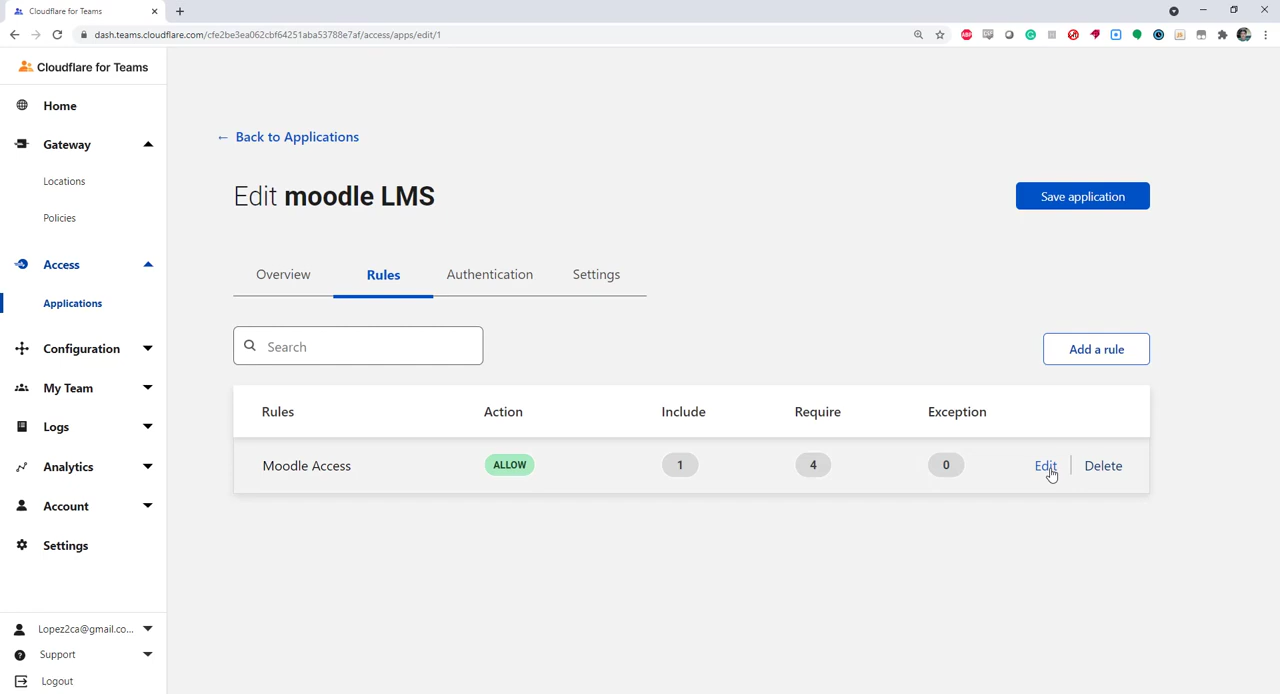 Cloudflare for Teams
dash.teams.cloudflare.com/cfe2be3ea062cbf64251aba53788e7af/access/apps/edit/1
Cloudflare for Teams
Home
Gateway
Locations
Policies
Access
Applications
Configuration
My Team
Logs
Analytics
Account
Settings
Lopez2ca@gmail.co...
Support
Logout
← Back to Applications
Edit moodle LMS
Save application
Overview Rules Authentication Settings
Search
Add a rule
Rules Action Include Require Exception
Moodle Access ALLOW 1 4 0 Edit Delete